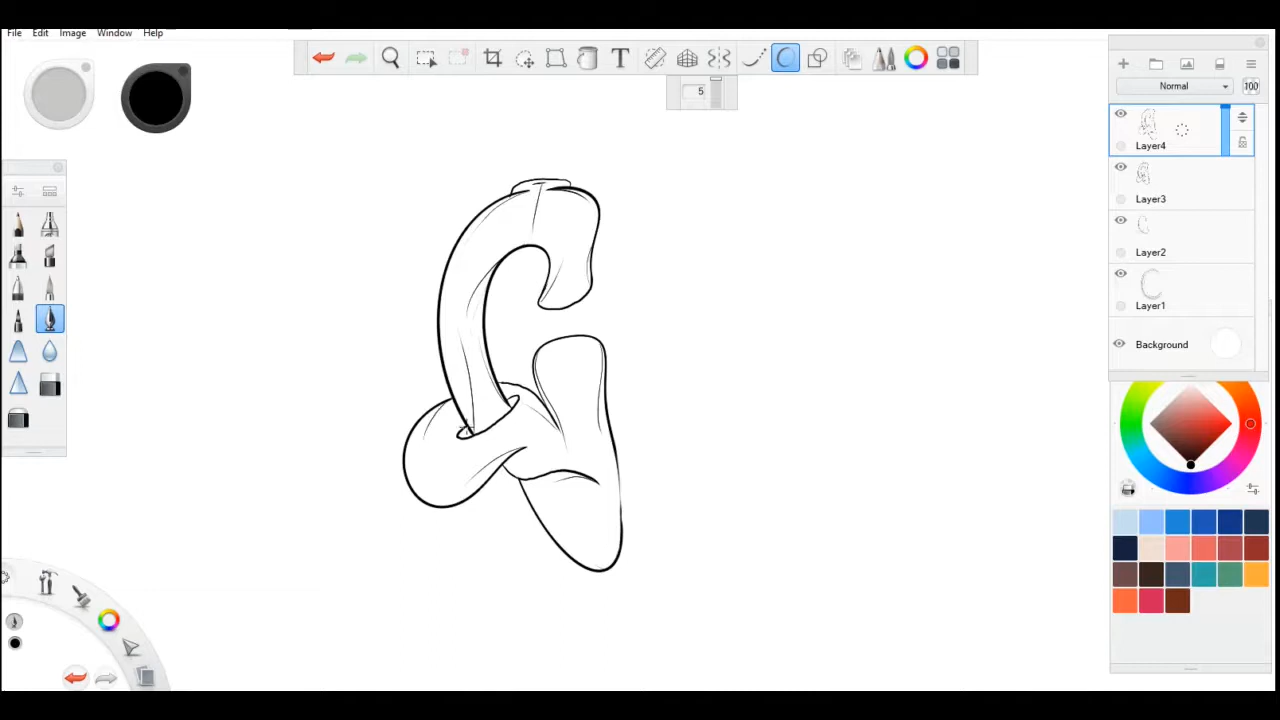 File Edit Image Window Help
T
5
Normal 100
Layer4
Layer3
Layer2
Layer1
Background